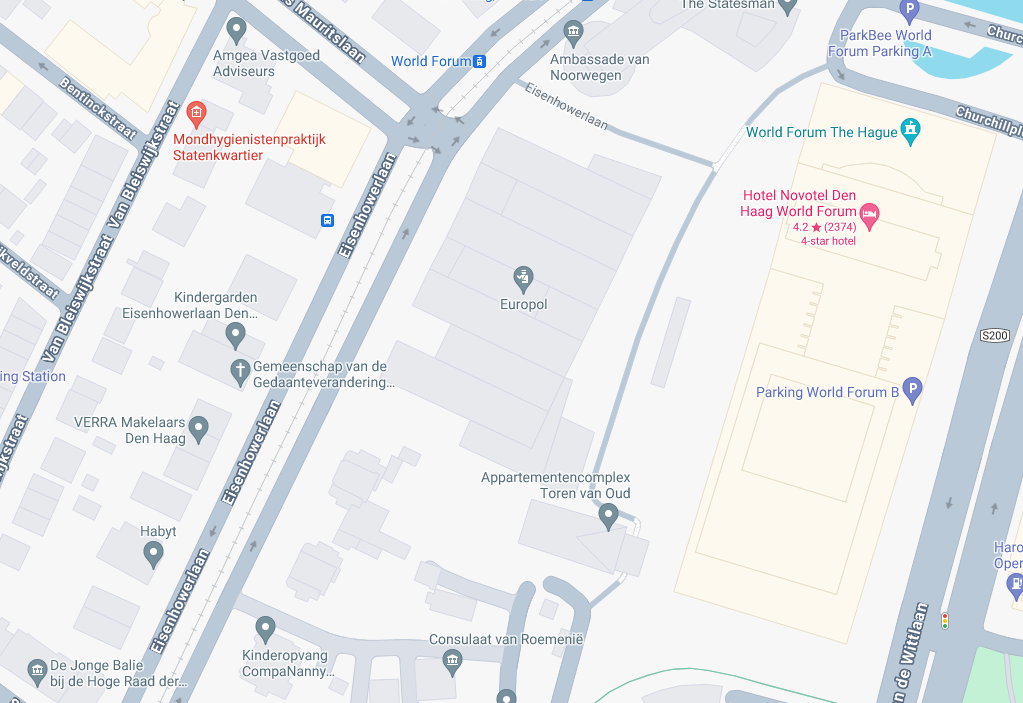 The Statesman
s Mauritslaan
Churc
ParkBee World
Forum Parking A
Amgea Vastgoed
Adviseurs
World Forum
Ambassade van
Noorwegen
Bentinckstraat
Eisenhowerlaan
Churchillpl
Mondhygienistenpraktijk
Statenkwartier
World Forum The Hague
Van Bleiswijkstraat
Eisenhowerlaan
Hotel Novotel Den
Haag World Forum
4.2 ★ (2374)
4-star hotel
kveldstraat
Van Bleiswijkstraat
Europol
Kindergarden
Eisenhowerlaan Den...
S200
ing Station
Gemeenschap van de
Gedaanteverandering...
Parking World Forum B
VERRA Makelaars
Den Haag
Eisenhowerlaan
ijkstraat
Appartementencomplex
Toren van Oud
Habyt
Haro
Oper
Eisenhowerlaan
Consulaat van Roemenië
n de Wittlaan
Kinderopvang
CompaNanny...
De Jonge Balie
bij de Hoge Raad der...